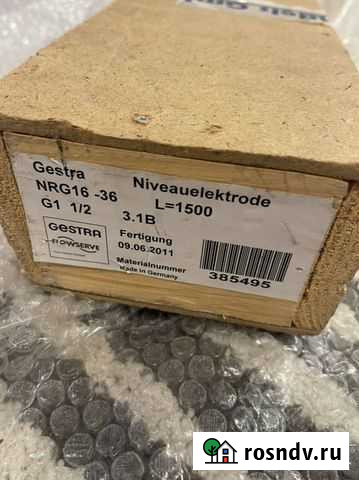 Gestra Niveauelektrode
NRG16 -36 L=1500
G1 1/2 3.1B
GESTRA
FLOWSERVE
Fertigung
09.06.2011
Materialnummer
Made in Germany
385495
rosndv.ru